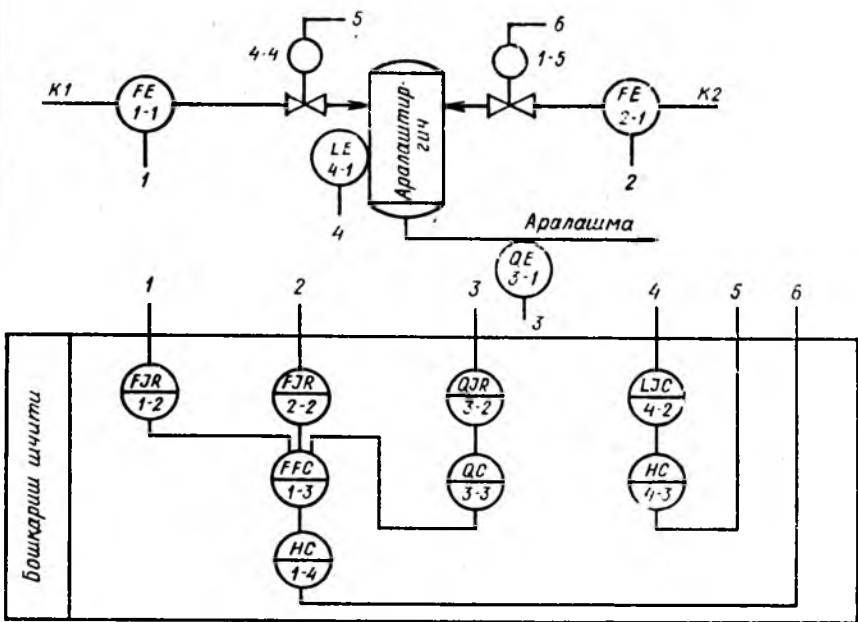 5
6
4-4
1-5
K1
FE
1-1
FE
2-1
K2
Аралаштир-
гич
LE
4-1
1
2
4
Аралашма
QE
3-1
3
1
2
3
4
5
6
Бошкариш шчити
FJR
1-2
FJR
2-2
QJR
3-2
LJC
4-2
FFC
1-3
QC
3-3
HC
4-3
HC
1-4